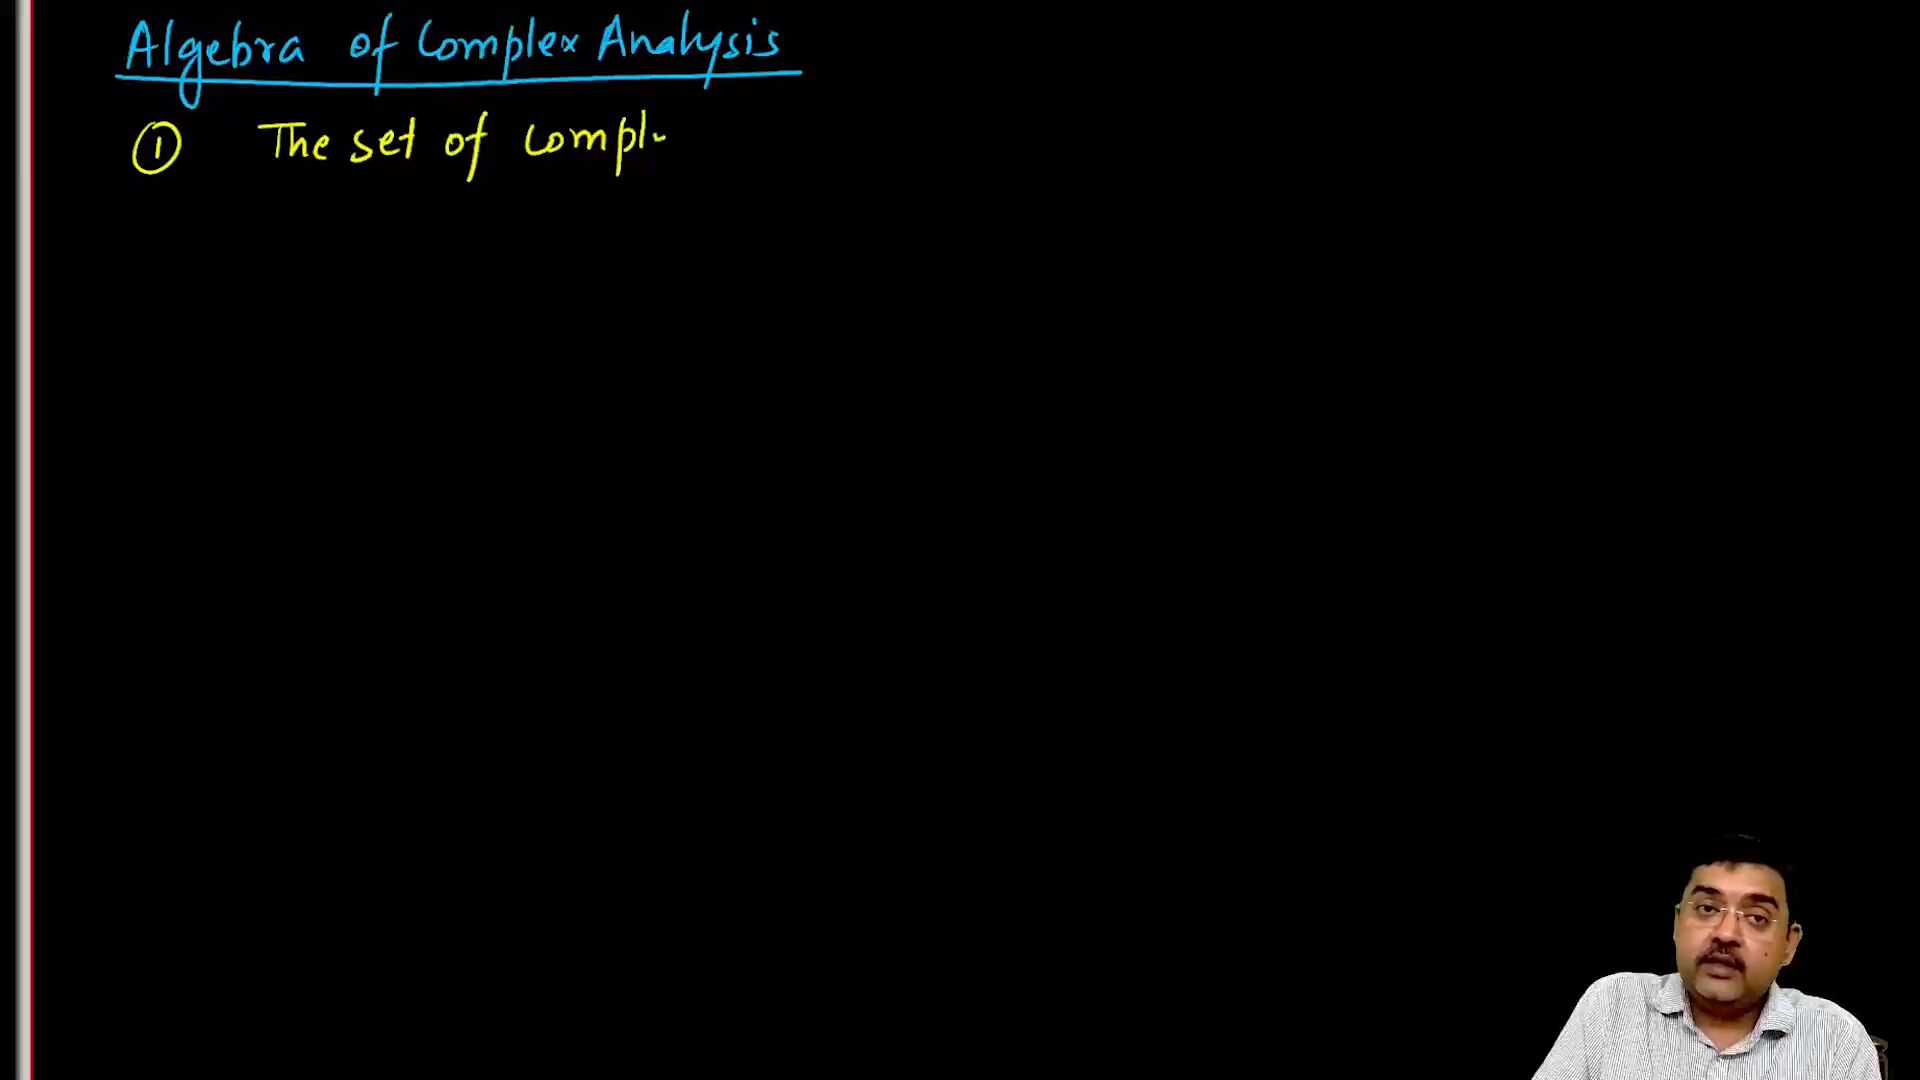 Algebra of Complex Analysis
① The set of compl